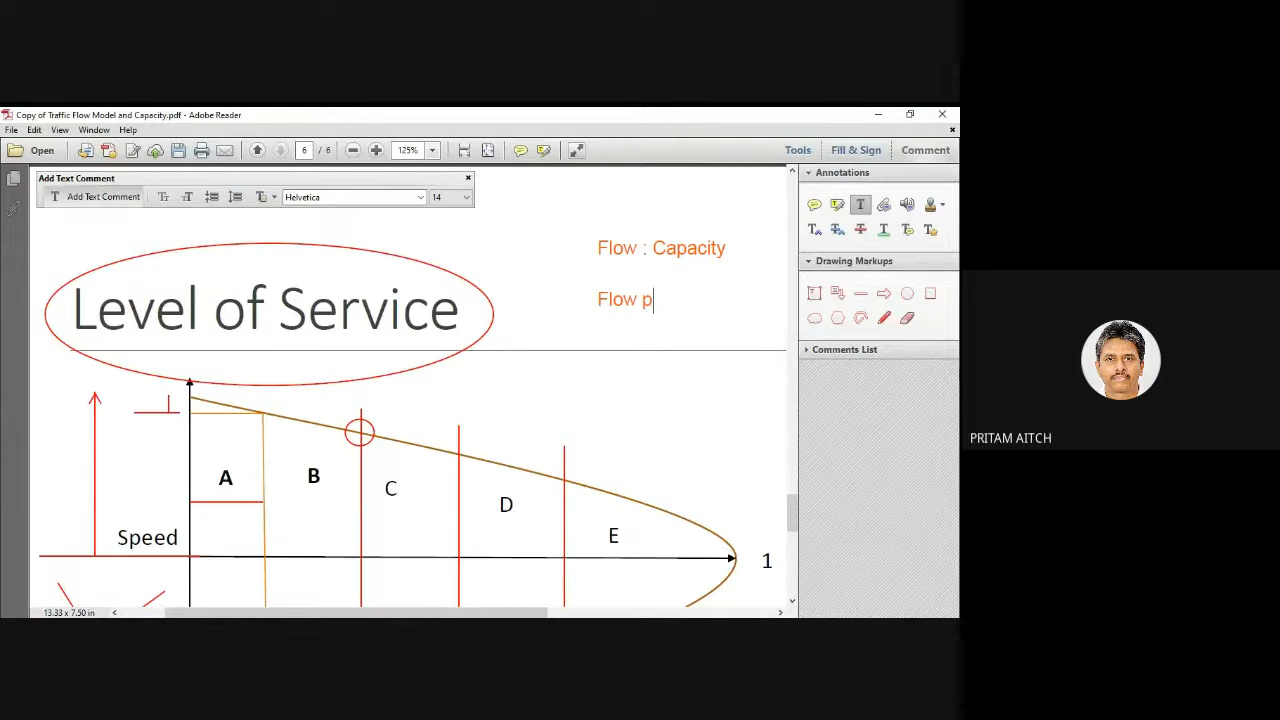 Copy of Traffic Flow Model and Capacity.pdf - Adobe Reader
File Edit View Window Help
Open 6 / 6 125% Tools Fill & Sign Comment
Add Text Comment
T Add Text Comment Helvetica 14
Annotations
Drawing Markups
Comments List
Flow : Capacity
Flow p
Level of Service
A
B
C
D
E
Speed
1
13.33 x 7.50 in
PRITAM AITCH